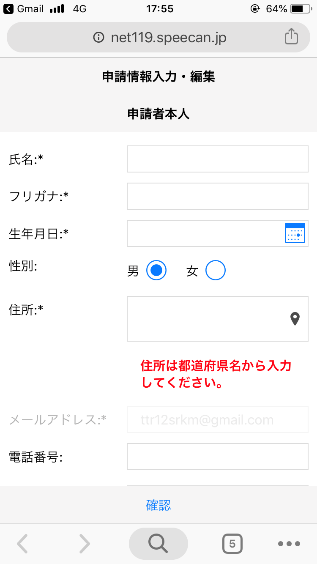 Gmail 4G 17:55 64%
net119.speecan.jp
申請情報入力・編集
申請者本人
氏名:*
フリガナ:*
生年月日:*
性別: 男 女
住所:*
住所は都道府県名から入力
してください。
メールアドレス:* ttr12srkm@gmail.com
電話番号:
確認
5